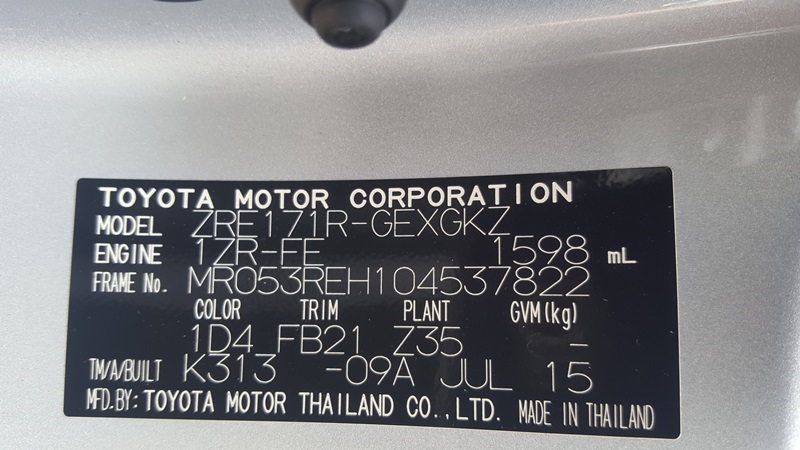 TOYOTA MOTOR CORPORATION
MODEL ZRE171R-GEXGKZ
ENGINE 1ZR-FE 1598 mL
FRAME No. MR053REH104537822
COLOR TRIM PLANT GVM(kg)
1D4 FB21 Z35 -
TM/A/BUILT K313 -09A JUL 15
MFD.BY: TOYOTA MOTOR THAILAND CO.,LTD. MADE IN THAILAND